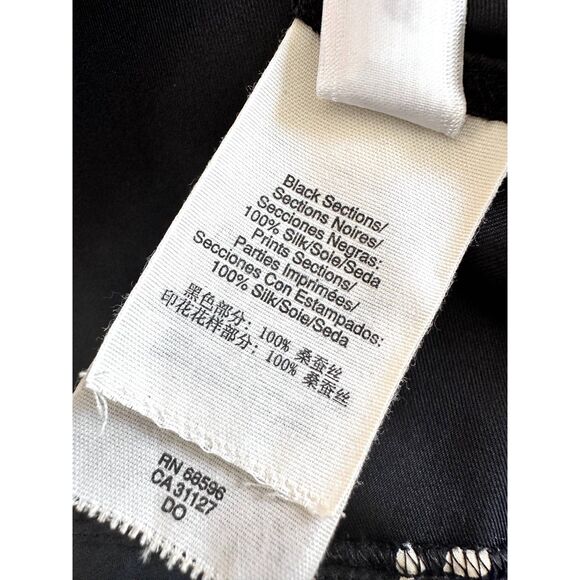 Black Sections/
Sections Noires/
Secciones Negras:
100% Silk/Soie/Seda
Prints Sections/
Parties Imprimées/
Secciones Con Estampados:
100% Silk/Soie/Seda
黑色部分: 100% 桑蚕丝
印花花样部分: 100% 桑蚕丝
RN 68596
CA 31127
DO